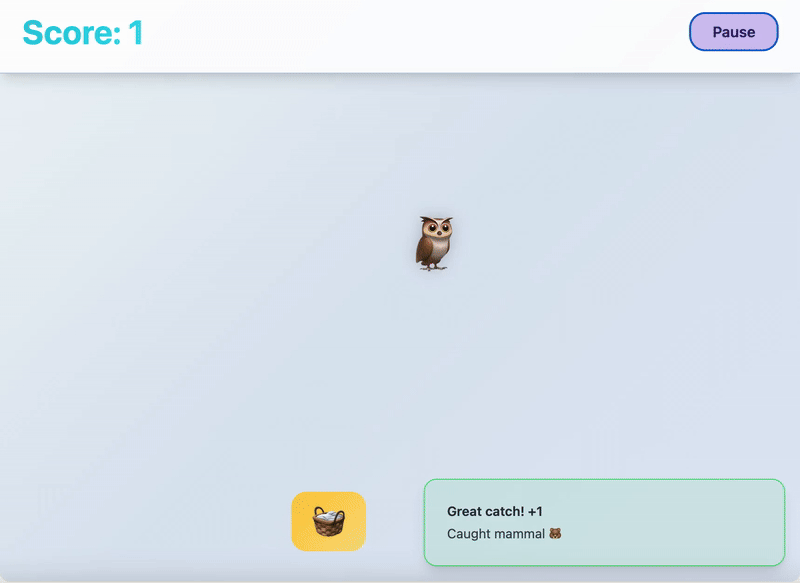 Score: 1
Pause
Great catch! +1
Caught mammal 🐻